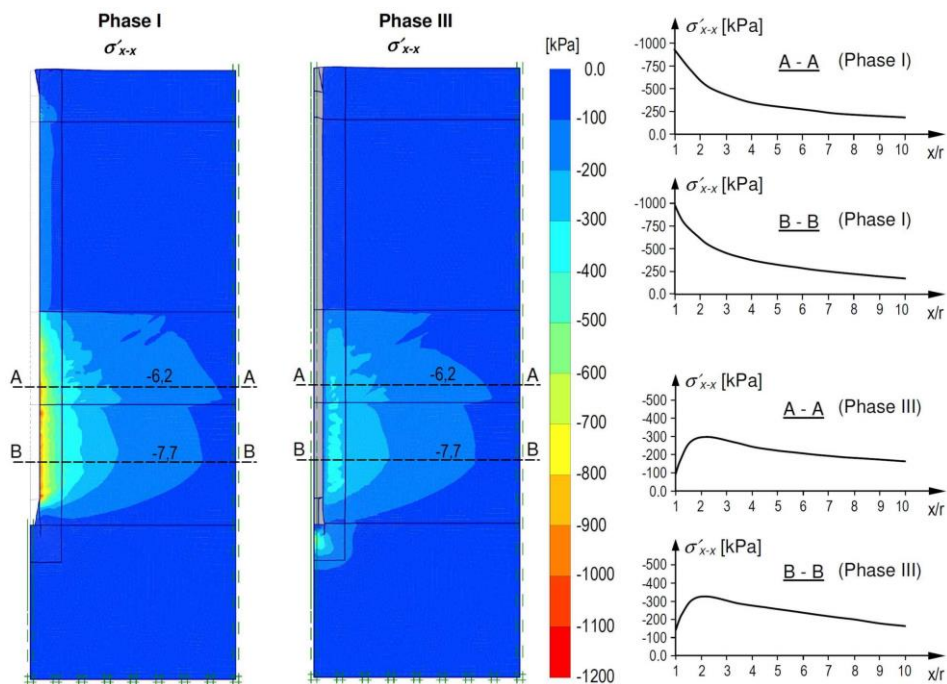 Phase I
σ′x-x
Phase III
σ′x-x
[kPa]
0.0
-100
-200
-300
-400
-500
-600
-700
-800
-900
-1000
-1100
-1200
A -6,2 A
B -7,7 B
A -6,2 A
B -7,7 B
σ′x-x [kPa]
A - A (Phase I)
-1000
-750
-500
-250
0.0
1 2 3 4 5 6 7 8 9 10 x/r
σ′x-x [kPa]
B - B (Phase I)
-1000
-750
-500
-250
0.0
1 2 3 4 5 6 7 8 9 10 x/r
σ′x-x [kPa]
A - A (Phase III)
-500
-400
-300
-200
-100
0.0
1 2 3 4 5 6 7 8 9 10 x/r
σ′x-x [kPa]
B - B (Phase III)
-500
-400
-300
-200
-100
0.0
1 2 3 4 5 6 7 8 9 10 x/r